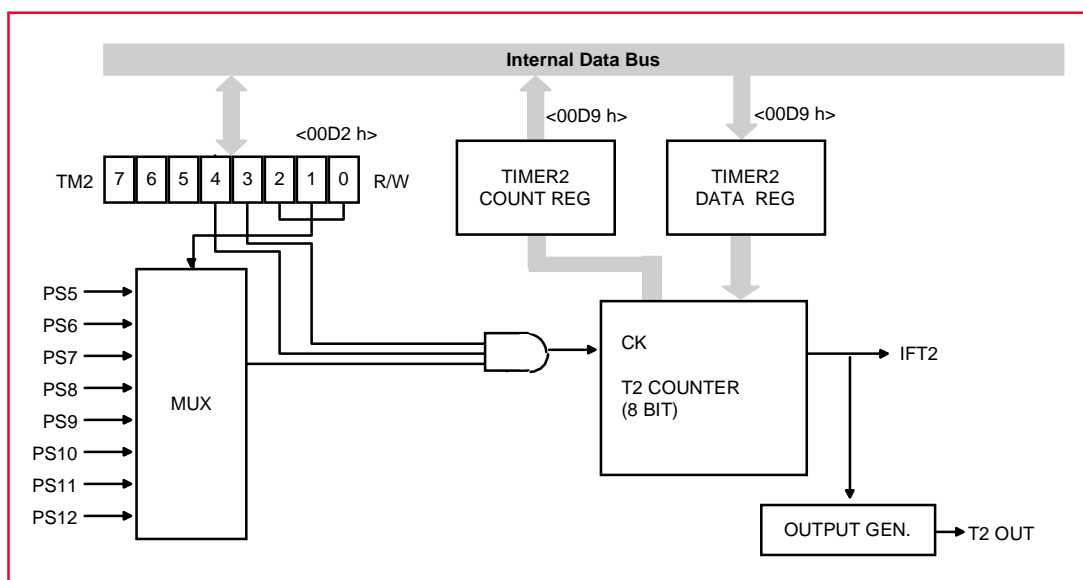 Internal Data Bus
<00D2 h>
<00D9 h>
<00D9 h>
TM2 7 6 5 4 3 2 1 0 R/W
TIMER2
COUNT REG
TIMER2
DATA REG
PS5
PS6
PS7
PS8
PS9
PS10
PS11
PS12
MUX
CK
T2 COUNTER
(8 BIT)
IFT2
OUTPUT GEN.
T2 OUT